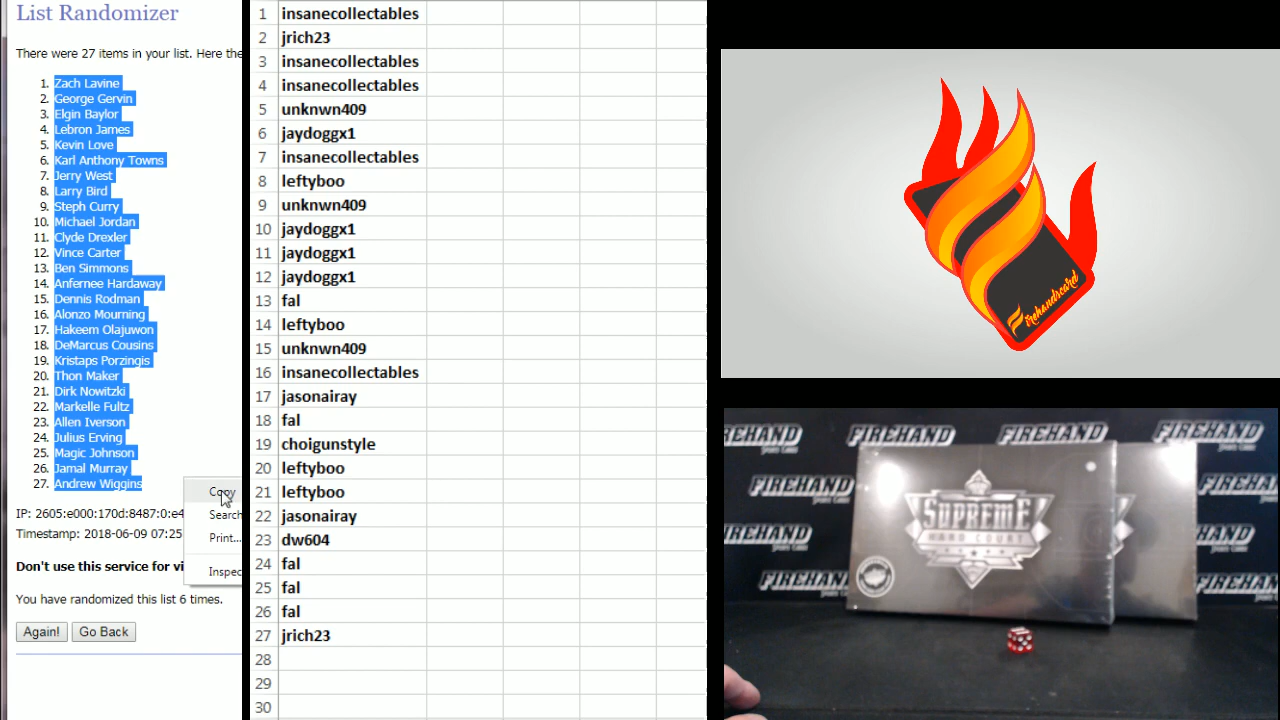 List Randomizer
There were 27 items in your list. Here the
1. Zach Lavine
2. George Gervin
3. Elgin Baylor
4. Lebron James
5. Kevin Love
6. Karl Anthony Towns
7. Jerry West
8. Larry Bird
9. Steph Curry
10. Michael Jordan
11. Clyde Drexler
12. Vince Carter
13. Ben Simmons
14. Anfernee Hardaway
15. Dennis Rodman
16. Alonzo Mourning
17. Hakeem Olajuwon
18. DeMarcus Cousins
19. Kristaps Porzingis
20. Thon Maker
21. Dirk Nowitzki
22. Markelle Fultz
23. Allen Iverson
24. Julius Erving
25. Magic Johnson
26. Jamal Murray
27. Andrew Wiggins
Copy
Search
Print...
Inspec
IP: 2605:e000:170d:8487:0:e4
Timestamp: 2018-06-09 07:25
Don't use this service for vi
You have randomized this list 6 times.
Again! Go Back
1 insanecollectables
2 jrich23
3 insanecollectables
4 insanecollectables
5 unknwn409
6 jaydoggx1
7 insanecollectables
8 leftyboo
9 unknwn409
10 jaydoggx1
11 jaydoggx1
12 jaydoggx1
13 fal
14 leftyboo
15 unknwn409
16 insanecollectables
17 jasonairay
18 fal
19 choigunstyle
20 leftyboo
21 leftyboo
22 jasonairay
23 dw604
24 fal
25 fal
26 fal
27 jrich23
28
29
30
Firehandscard
FIREHAND FIREHAND FIREHAND FIREHAND
FIREHAND
FIREHAND
FIREHAND
SUPREME
HARD COURT